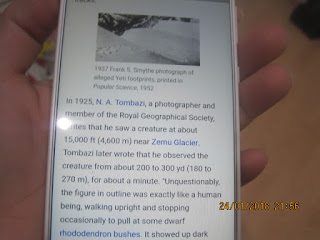 tracks.
1937 Frank S. Smythe photograph of
alleged Yeti footprints, printed in
Popular Science, 1952
In 1925, N. A. Tombazi, a photographer and
member of the Royal Geographical Society,
writes that he saw a creature at about
15,000 ft (4,600 m) near Zemu Glacier.
Tombazi later wrote that he observed the
creature from about 200 to 300 yd (180 to
270 m), for about a minute. "Unquestionably,
the figure in outline was exactly like a human
being, walking upright and stopping
occasionally to pull at some dwarf
rhododendron bushes. It showed up dark